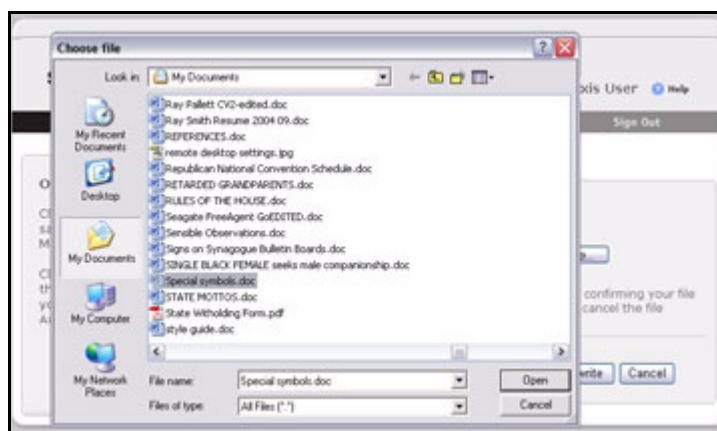 Choose file
Look in: My Documents
Ray Pallett CV2-edited.doc
Ray Smith Resume 2004 09.doc
REFERENCES.doc
remote desktop settings.jpg
Republican National Convention Schedule.doc
RETARDED GRANDPARENTS.doc
RULES OF THE HOUSE.doc
Seagate FreeAgent GoEDITED.doc
Sensible Observations.doc
Signs on Synagogue Bulletin Boards.doc
SINGLE BLACK FEMALE seeks male companionship.doc
Special symbols.doc
STATE MOTTOS.doc
State Witholding Form.pdf
style guide.doc
My Recent
Documents
Desktop
My Documents
My Computer
My Network
Places
File name: Special symbols.doc Open
Files of type: All Files (*.*) Cancel
xis User Help
Sign Out
confirming your file
cancel the file
write Cancel